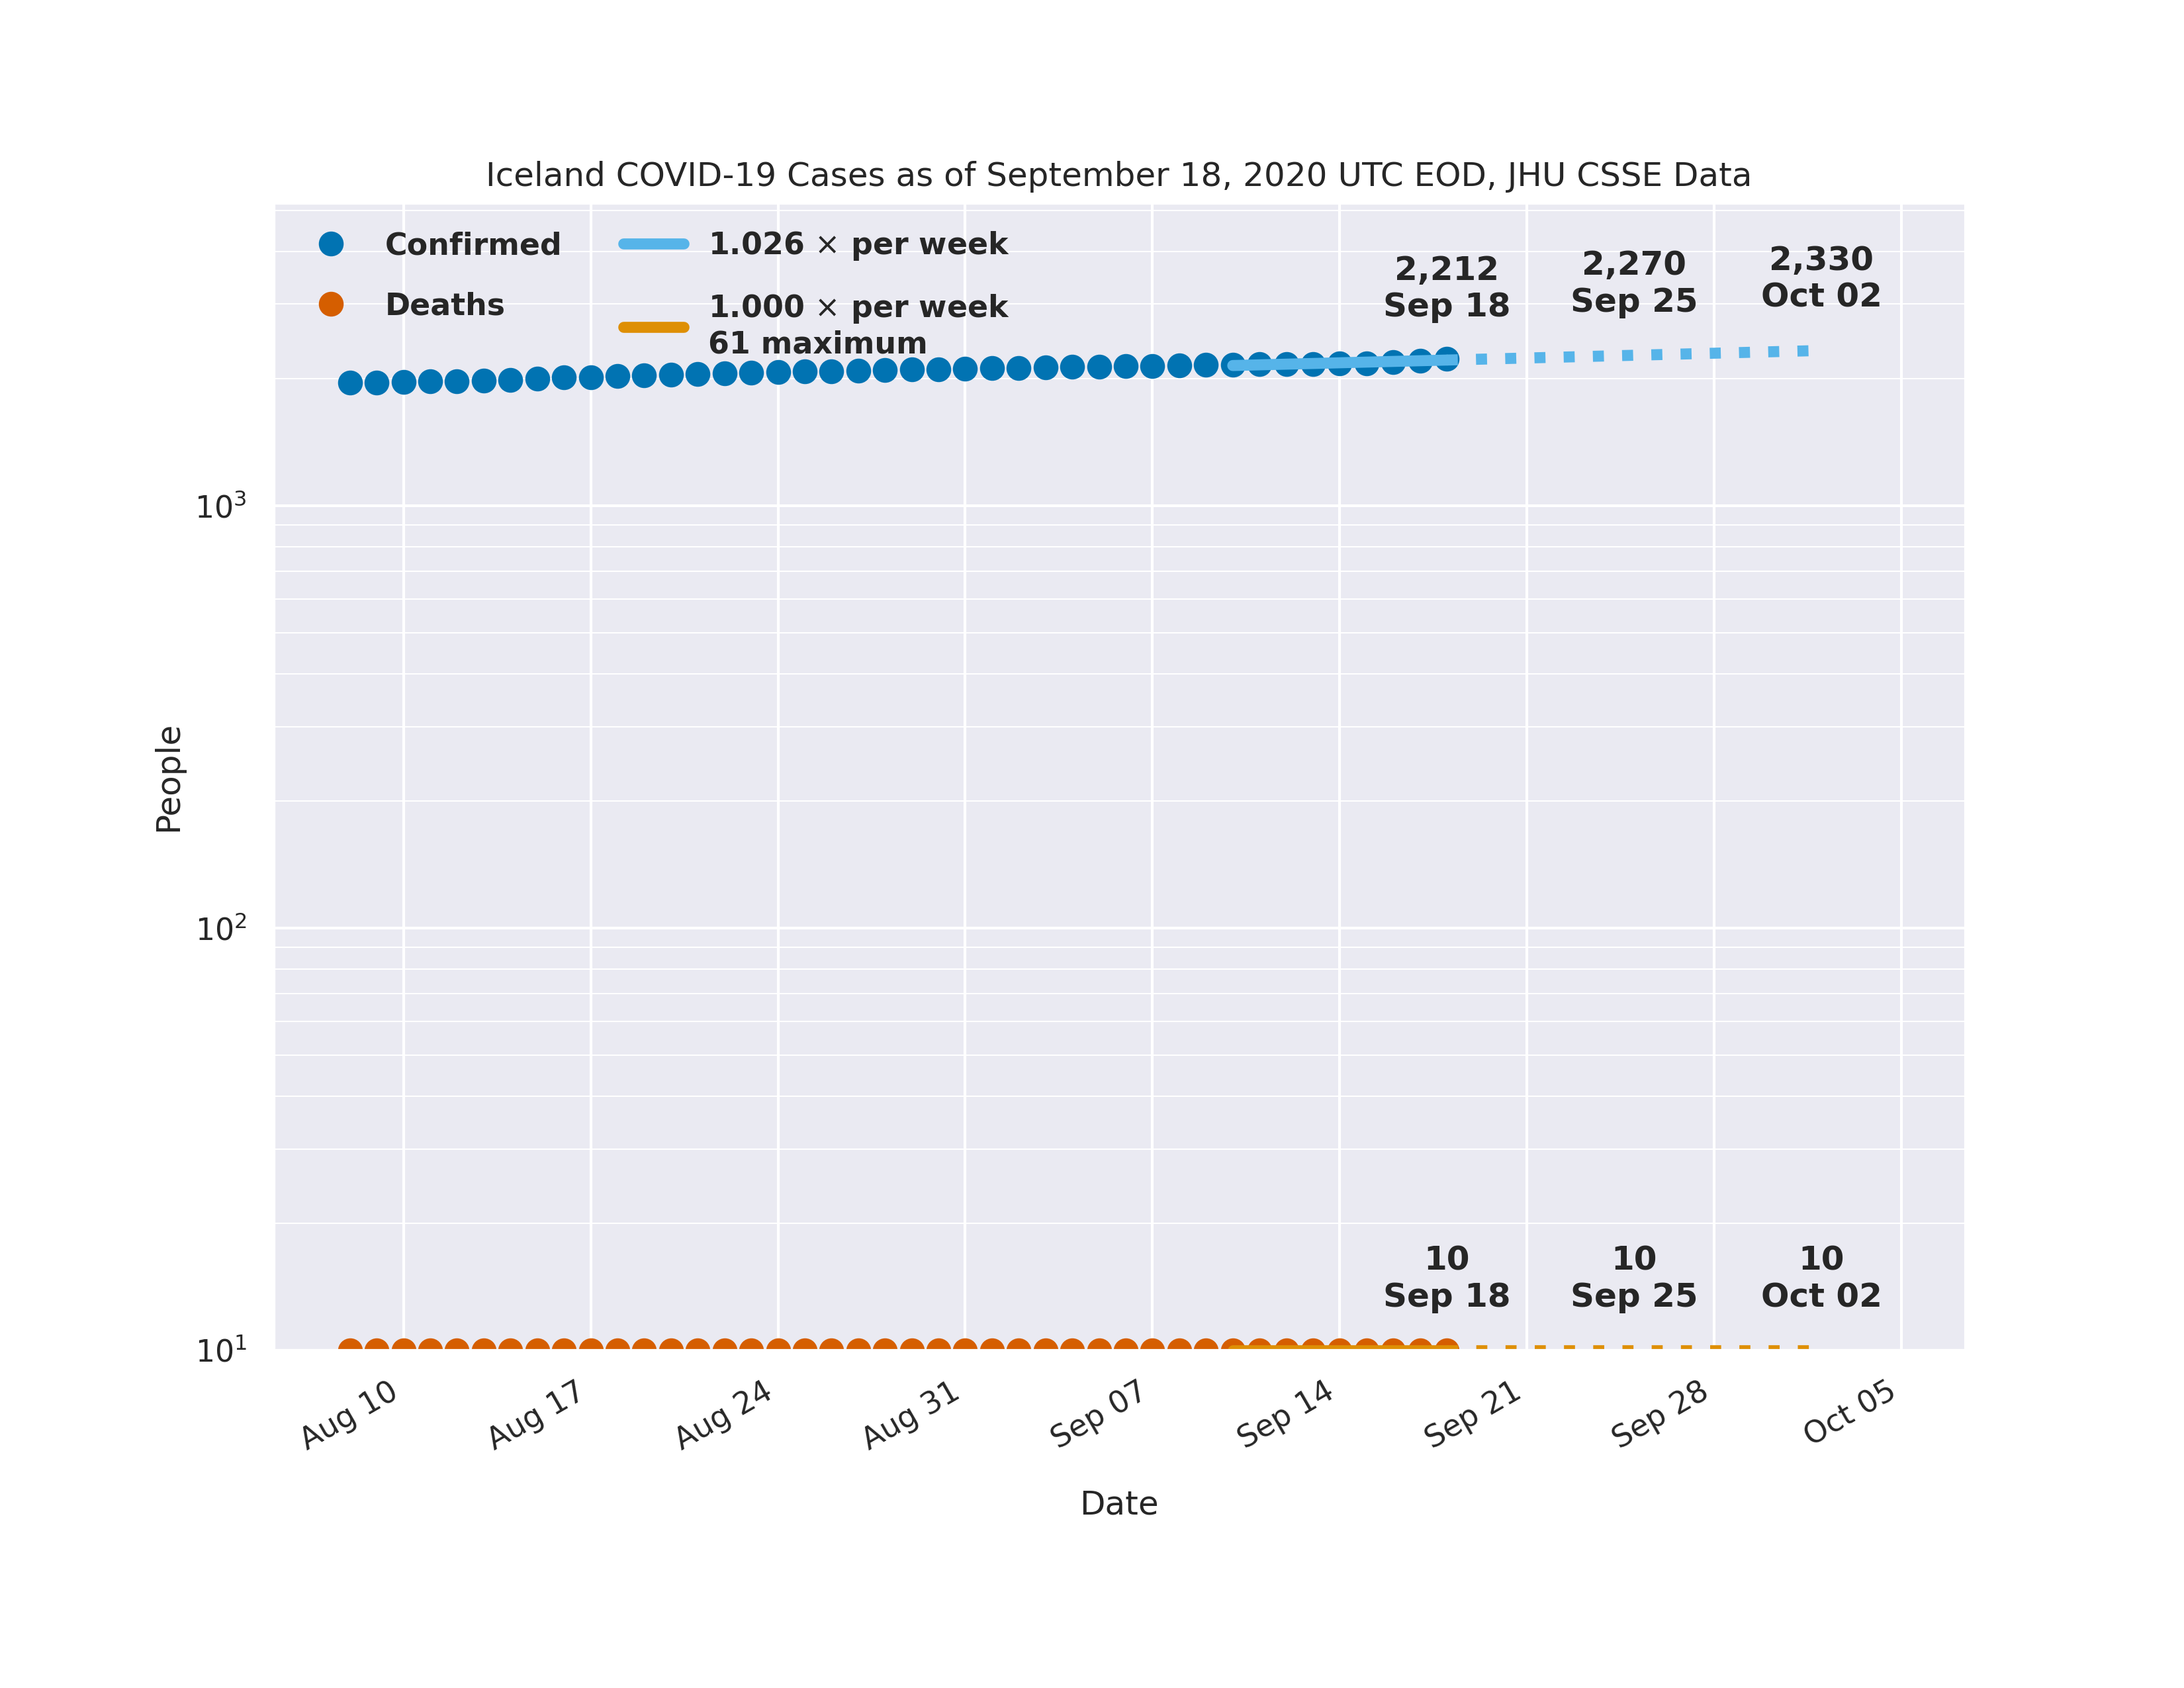 Iceland COVID-19 Cases as of September 18, 2020 UTC EOD, JHU CSSE Data
Confirmed
Deaths
1.026 × per week
1.000 × per week
61 maximum
2,212
Sep 18
2,270
Sep 25
2,330
Oct 02
10³
10²
10¹
People
10
Sep 18
10
Sep 25
10
Oct 02
Aug 10
Aug 17
Aug 24
Aug 31
Sep 07
Sep 14
Sep 21
Sep 28
Oct 05
Date